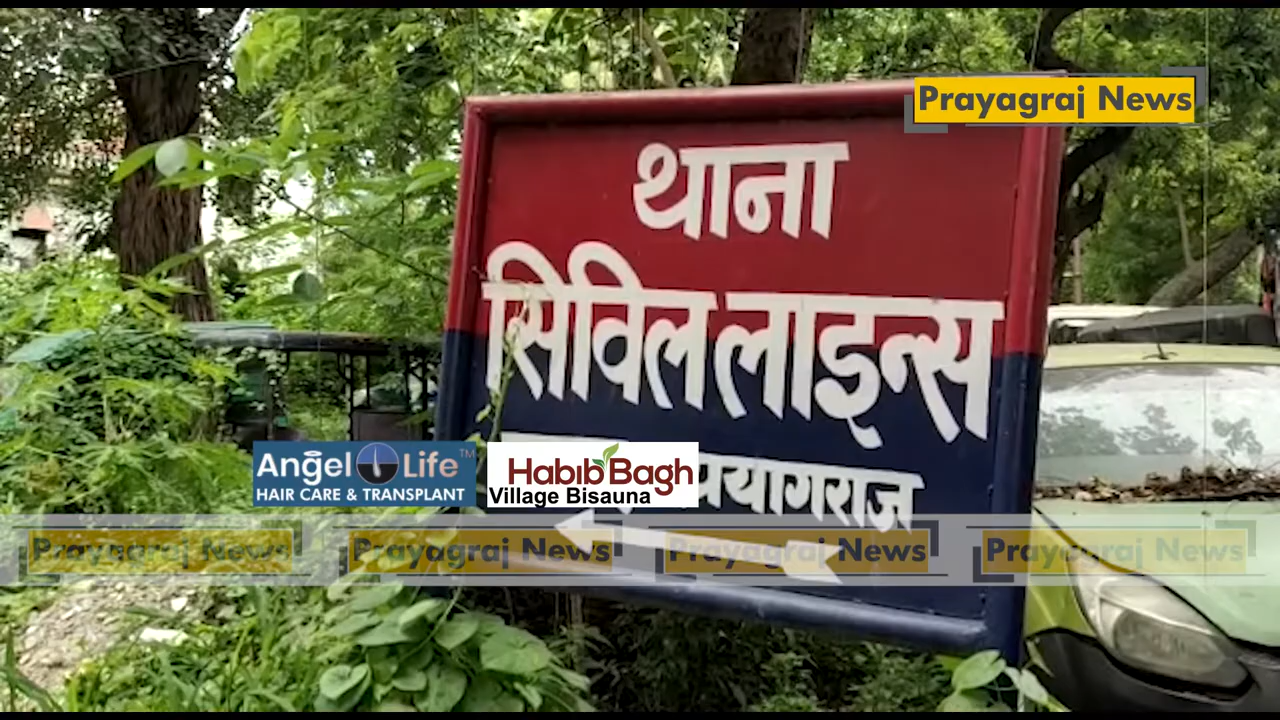 Prayagraj News
थाना
सिविल लाइन्स
प्रयागराज
Angel Life TM
HAIR CARE & TRANSPLANT
Habib Bagh
Village Bisauna
Prayagraj News Prayagraj News Prayagraj News Prayagraj News